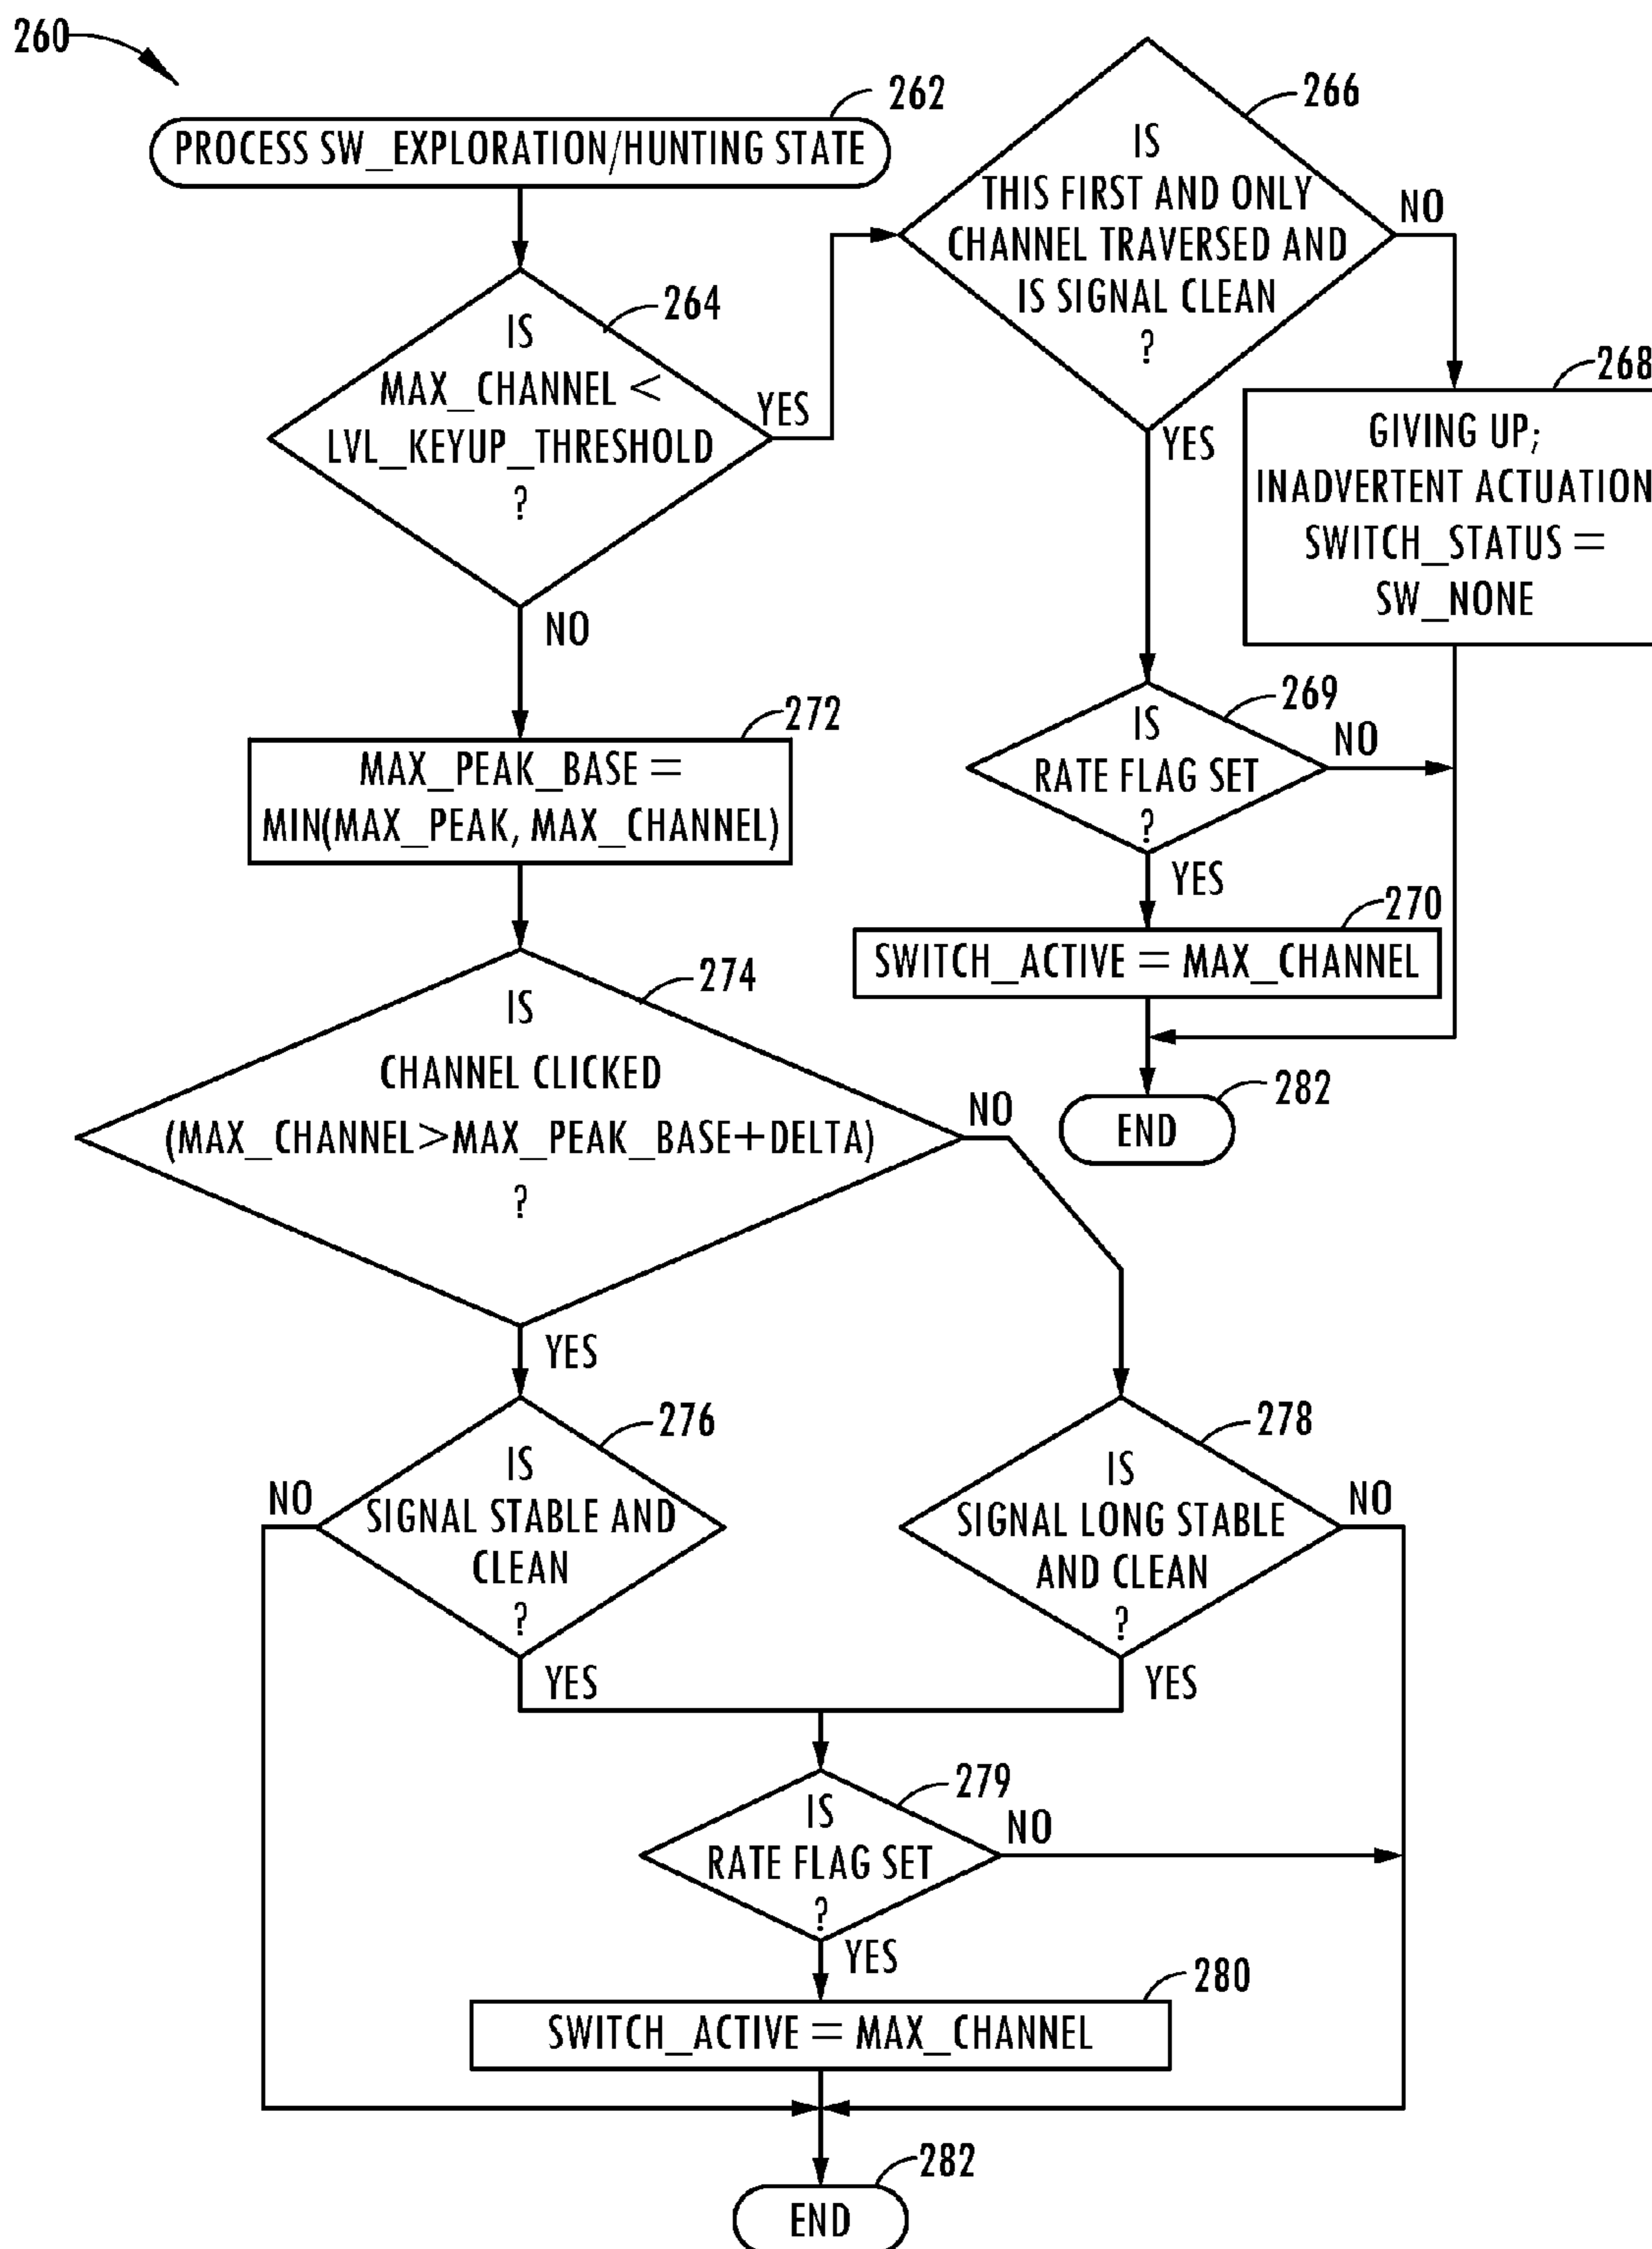 260
262
PROCESS SW_EXPLORATION/HUNTING STATE
264
IS
MAX_CHANNEL <
LVL_KEYUP_THRESHOLD
?
YES
NO
266
IS
THIS FIRST AND ONLY
CHANNEL TRAVERSED AND
IS SIGNAL CLEAN
?
NO
YES
268
GIVING UP;
INADVERTENT ACTUATION
SWITCH_STATUS =
SW_NONE
269
IS
RATE FLAG SET
?
NO
YES
270
SWITCH_ACTIVE = MAX_CHANNEL
282
END
272
MAX_PEAK_BASE =
MIN(MAX_PEAK, MAX_CHANNEL)
274
IS
CHANNEL CLICKED
(MAX_CHANNEL>MAX_PEAK_BASE+DELTA)
?
NO
YES
276
IS
SIGNAL STABLE AND
CLEAN
?
NO
YES
278
IS
SIGNAL LONG STABLE
AND CLEAN
?
NO
YES
279
IS
RATE FLAG SET
?
NO
YES
280
SWITCH_ACTIVE = MAX_CHANNEL
282
END